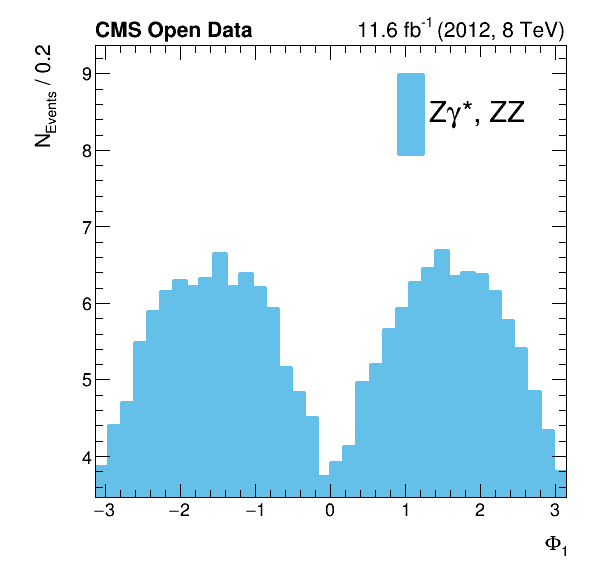 CMS Open Data 11.6 fb⁻¹ (2012, 8 TeV)
N_Events / 0.2
Zγ*, ZZ
9
8
7
6
5
4
−3 −2 −1 0 1 2 3
Φ₁